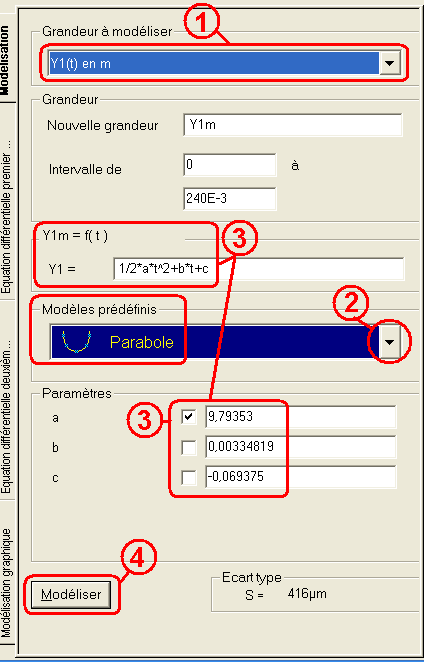 Modélisation
Equation différentielle premier ...
Equation différentielle deuxièm...
Modélisation graphique
Grandeur à modéliser
1
Y1(t) en m
Grandeur
Nouvelle grandeur Y1m
Intervalle de 0 à
240E-3
Y1m = f( t )
3
Y1 = 1/2*a*t^2+b*t+c
Modèles prédéfinis
2
Parabole
Paramètres
3
a 9,79353
b 0,00334819
c -0,069375
4
Modéliser
Ecart type
S = 416µm